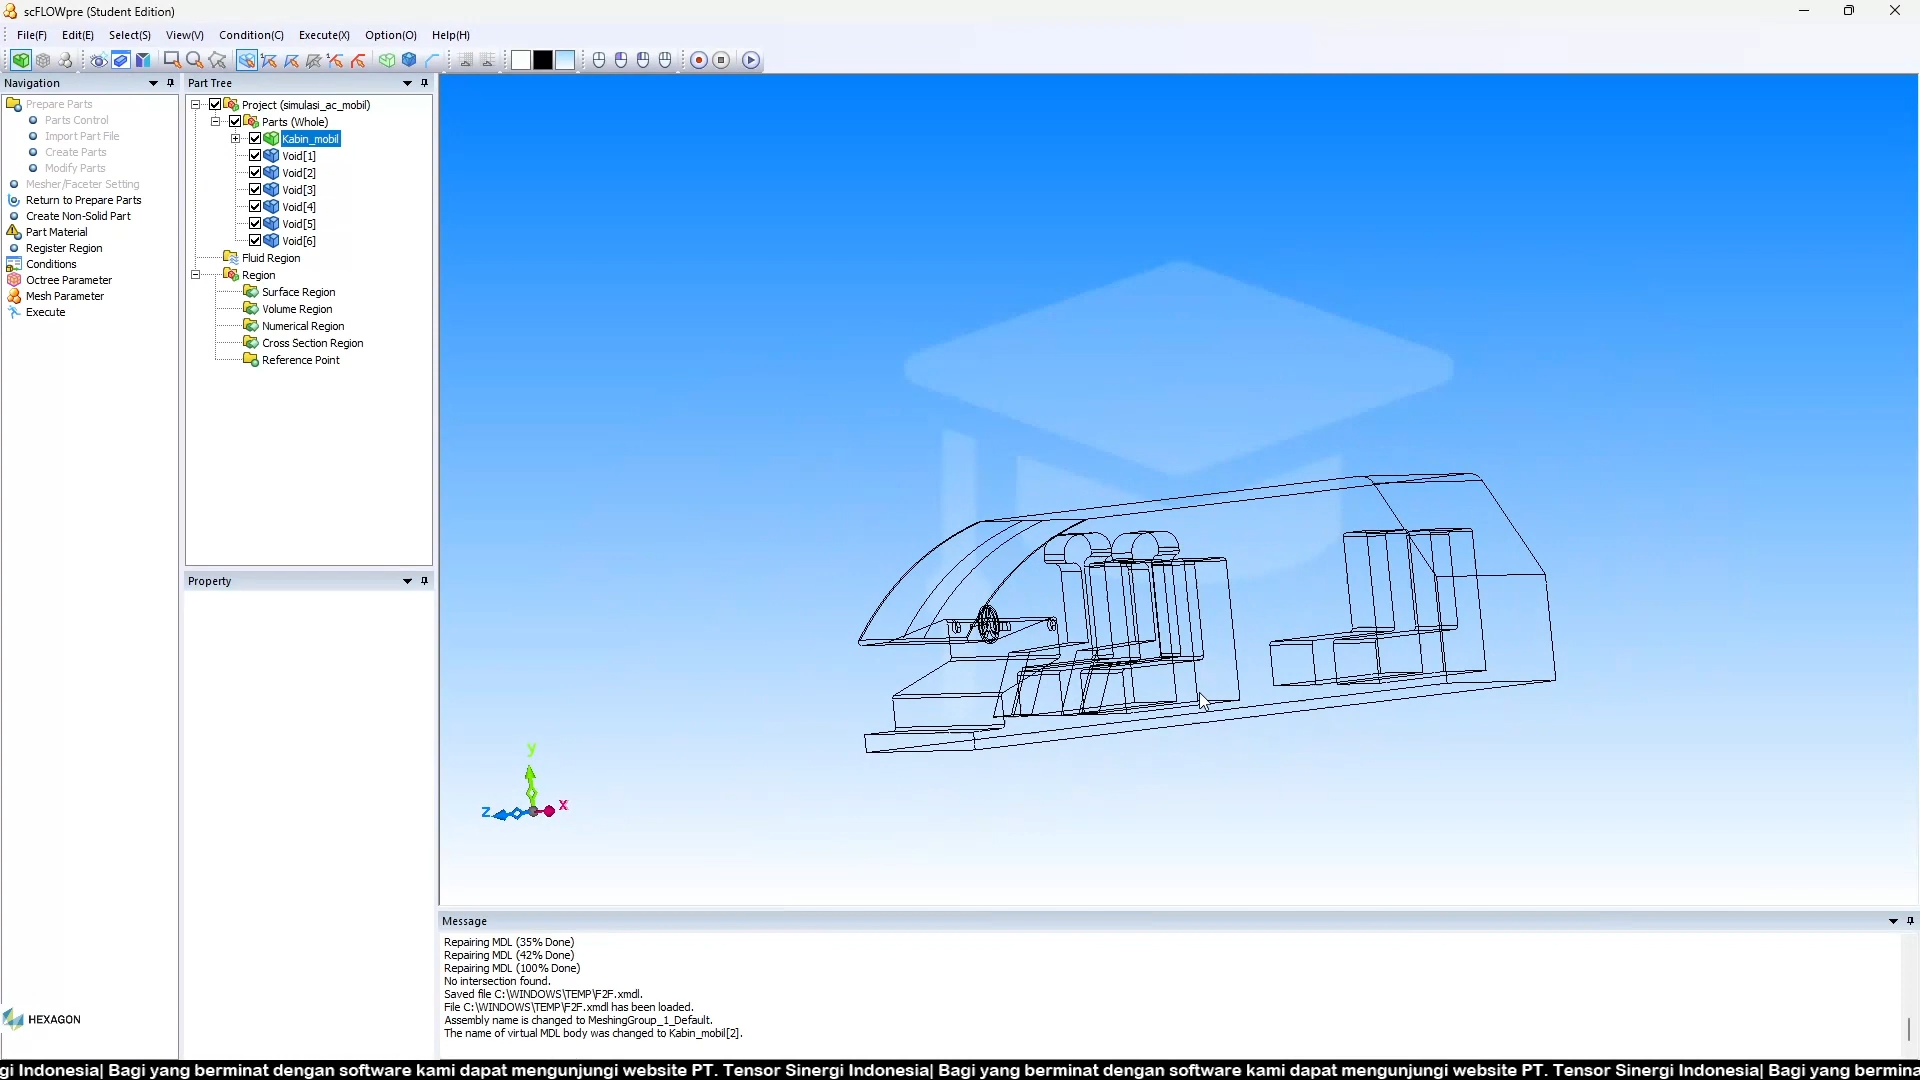 scFLOWpre (Student Edition)
File(F) Edit(E) Select(S) View(V) Condition(C) Execute(X) Option(O) Help(H)
Navigation
Prepare Parts
Parts Control
Import Part File
Create Parts
Modify Parts
Mesher/Faceter Setting
Return to Prepare Parts
Create Non-Solid Part
Part Material
Register Region
Conditions
Octree Parameter
Mesh Parameter
Execute
HEXAGON
Part Tree
Project (simulasi_ac_mobil)
Parts (Whole)
Kabin_mobil
Void[1]
Void[2]
Void[3]
Void[4]
Void[5]
Void[6]
Fluid Region
Region
Surface Region
Volume Region
Numerical Region
Cross Section Region
Reference Point
Property
y
z
x
Message
Repairing MDL (35% Done)
Repairing MDL (42% Done)
Repairing MDL (100% Done)
No intersection found.
Saved file C:\WINDOWS\TEMP\F2F.xmdl.
File C:\WINDOWS\TEMP\F2F.xmdl has been loaded.
Assembly name is changed to MeshingGroup_1_Default.
The name of virtual MDL body was changed to Kabin_mobil[2].
gi Indonesia| Bagi yang berminat dengan software kami dapat mengunjungi website PT. Tensor Sinergi Indonesia| Bagi yang berminat dengan software kami dapat mengunjungi website PT. Tensor Sinergi Indonesia| Bagi yang bermina